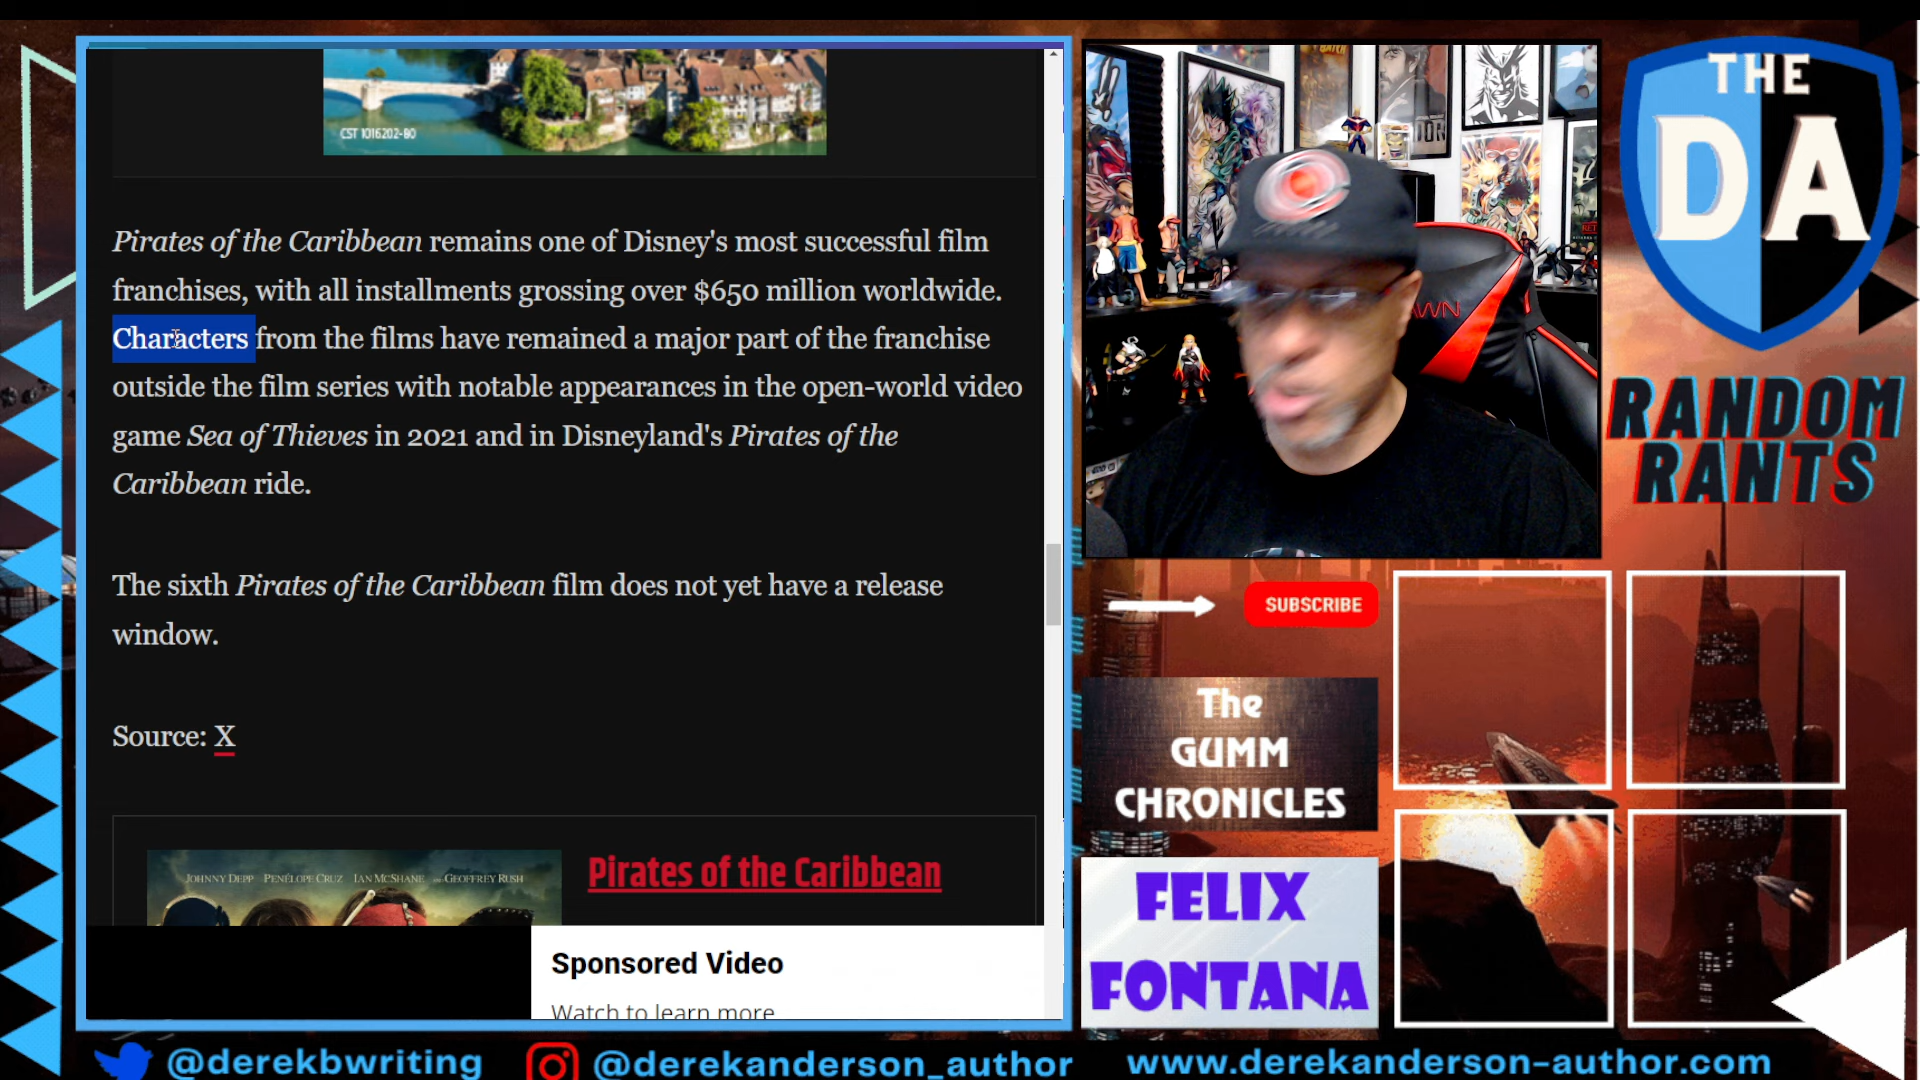 CST 1016202-80
Pirates of the Caribbean remains one of Disney's most successful film
franchises, with all installments grossing over $650 million worldwide.
Characters from the films have remained a major part of the franchise
outside the film series with notable appearances in the open-world video
game Sea of Thieves in 2021 and in Disneyland's Pirates of the
Caribbean ride.
The sixth Pirates of the Caribbean film does not yet have a release
window.
Source: X
JOHNNY DEPP PENÉLOPE CRUZ IAN McSHANE GEOFFREY RUSH
Pirates of the Caribbean
Sponsored Video
Watch to learn more
THE
DA
RANDOM
RANTS
SUBSCRIBE
The
GUMM
CHRONICLES
FELIX
FONTANA
@derekbwriting
@derekanderson_author
www.derekanderson-author.com